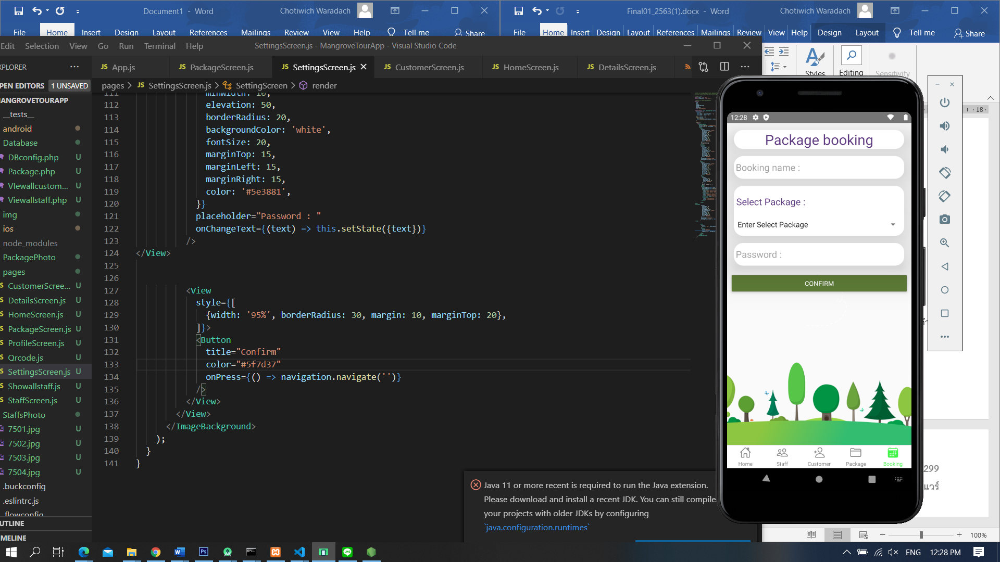 Document1 - Word
Chotiwich Waradach
File Home Insert Design Layout References Mailings Review View Help Tell me Share
Final01_2563(1).docx - Word
Chotiwich Waradach
File Home Insert Design Layout References Mailings Review View Help Design Layout Tell me Share
Styles
Editing
Sensitivity
18
Edit Selection View Go Run Terminal Help
SettingsScreen.js - MangroveTourApp - Visual Studio Code
XPLORER
JS App.js
JS PackageScreen.js
JS SettingsScreen.js
JS CustomerScreen.js
JS HomeScreen.js
JS DetailsScreen.js
PEN EDITORS 1 UNSAVED
pages > JS SettingsScreen.js > SettingScreen > render
MANGROVETOURAPP
__tests__
android
Database
DBconfig.php U
Package.php U
VIewallcustom... U
Viewallstaff.php U
img
ios
node_modules
PackagePhoto
pages
CustomerScree... U
DetailsScreen.js U
HomeScreen.js U
PackageScreen.js U
ProfileScreen.js U
Qrcode.js U
SettingsScreen.js U
Showallstaff.js U
StaffScreen.js U
StaffsPhoto
7501.jpg U
7502.jpg U
7503.jpg U
7504.jpg U
.buckconfig
.eslintrc.js
.flowconfig
UTLINE
MELINE
111 minWidth: 10,
112 elevation: 50,
113 borderRadius: 20,
114 backgroundColor: 'white',
115 fontSize: 20,
116 marginTop: 15,
117 marginLeft: 15,
118 marginRight: 15,
119 color: '#5e3881',
120 }}
121 placeholder="Password : "
122 onChangeText={(text) => this.setState({text})}
123 />
124 </View>
125
126
127 <View
128 style={[
129 {width: '95%', borderRadius: 30, margin: 10, marginTop: 20},
130 ]}>
131 <Button
132 title="Confirm"
133 color="#5f7d37"
134 onPress={() => navigation.navigate('')}
135 />
136 </View>
137 </View>
138 </ImageBackground>
139 );
140 }
141 }
Java 11 or more recent is required to run the Java extension.
Please download and install a recent JDK. You can still compile
your projects with older JDKs by configuring
`java.configuration.runtimes`
12:28
Package booking
Booking name :
Select Package :
Enter Select Package
Password :
CONFIRM
Home
Staff
Customer
Package
Booking
299
แวร์
100%
ENG 12:28 PM